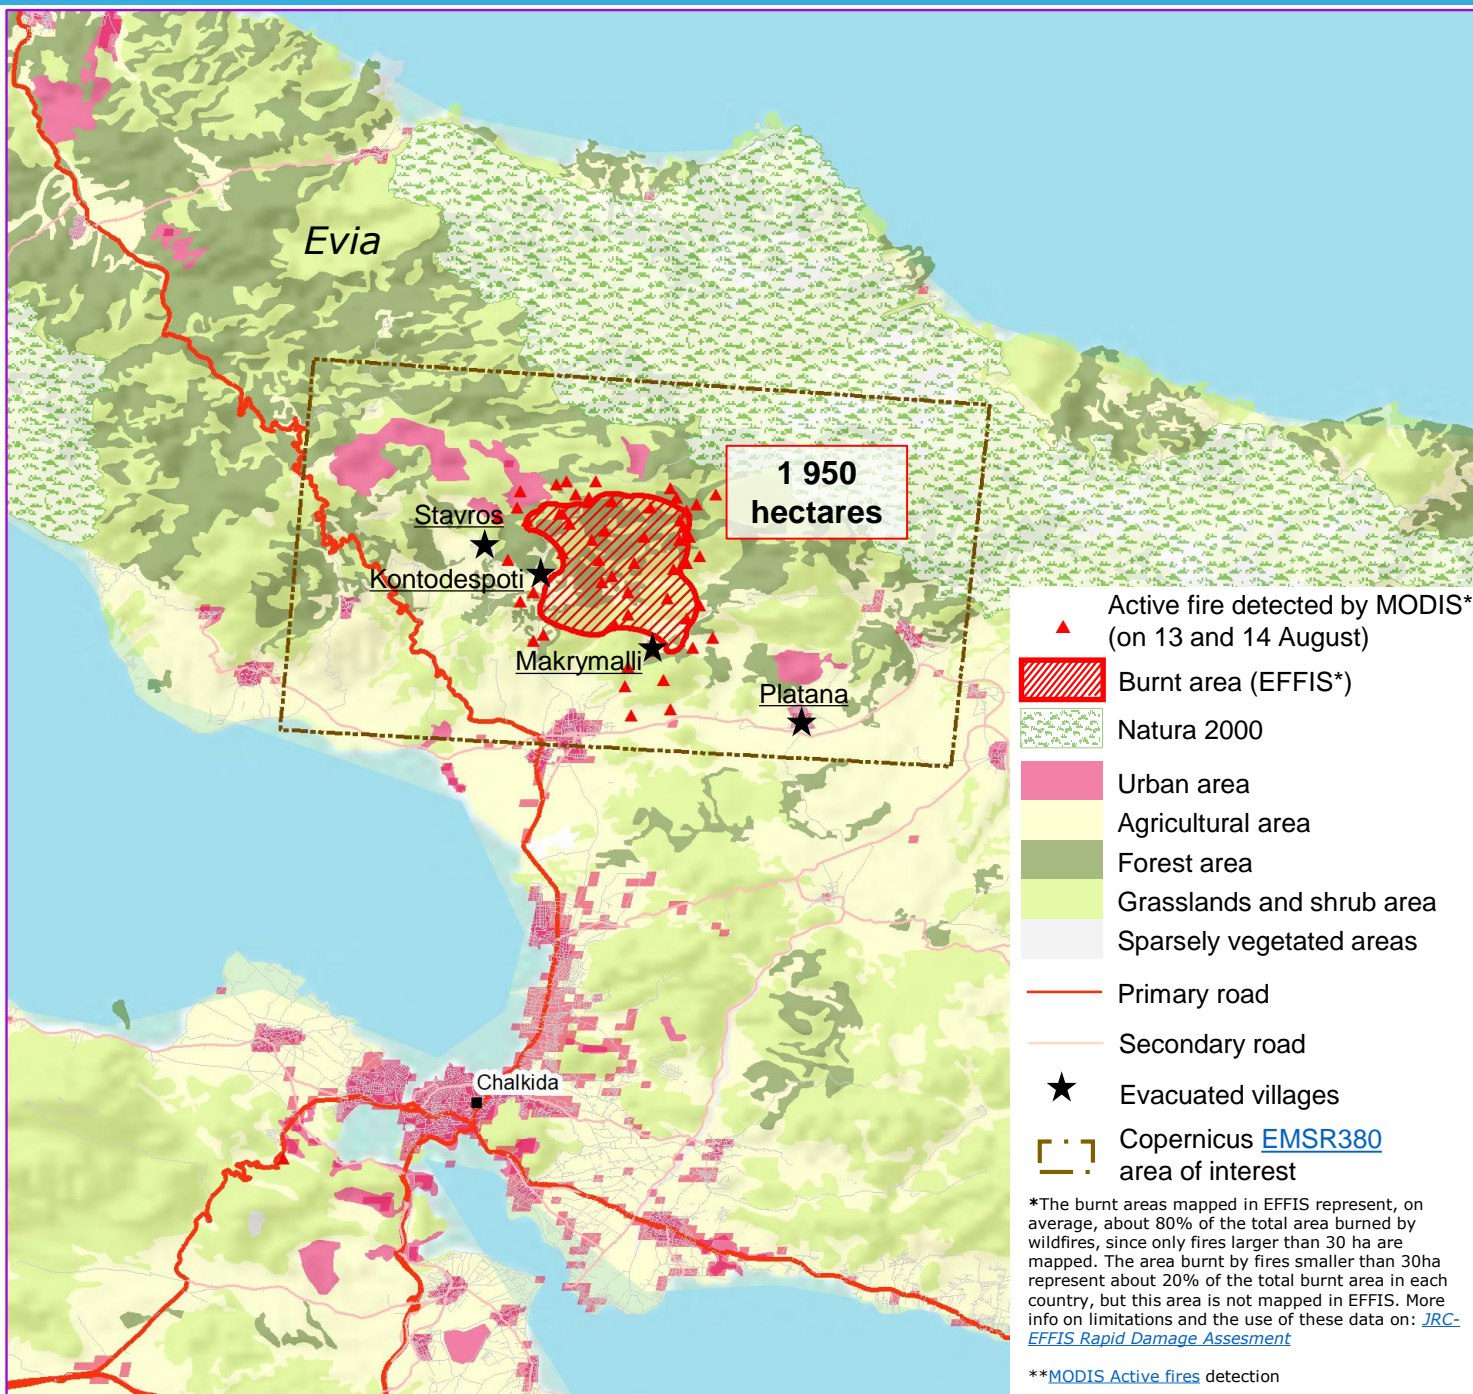 Evia
1 950
hectares
Stavros
Kontodespoti
Makrymalli
Platana
Chalkida
Active fire detected by MODIS*
(on 13 and 14 August)
Burnt area (EFFIS*)
Natura 2000
Urban area
Agricultural area
Forest area
Grasslands and shrub area
Sparsely vegetated areas
Primary road
Secondary road
Evacuated villages
Copernicus EMSR380
area of interest
*The burnt areas mapped in EFFIS represent, on
average, about 80% of the total area burned by
wildfires, since only fires larger than 30 ha are
mapped. The area burnt by fires smaller than 30ha
represent about 20% of the total burnt area in each
country, but this area is not mapped in EFFIS. More
info on limitations and the use of these data on: JRC-
EFFIS Rapid Damage Assesment
**MODIS Active fires detection